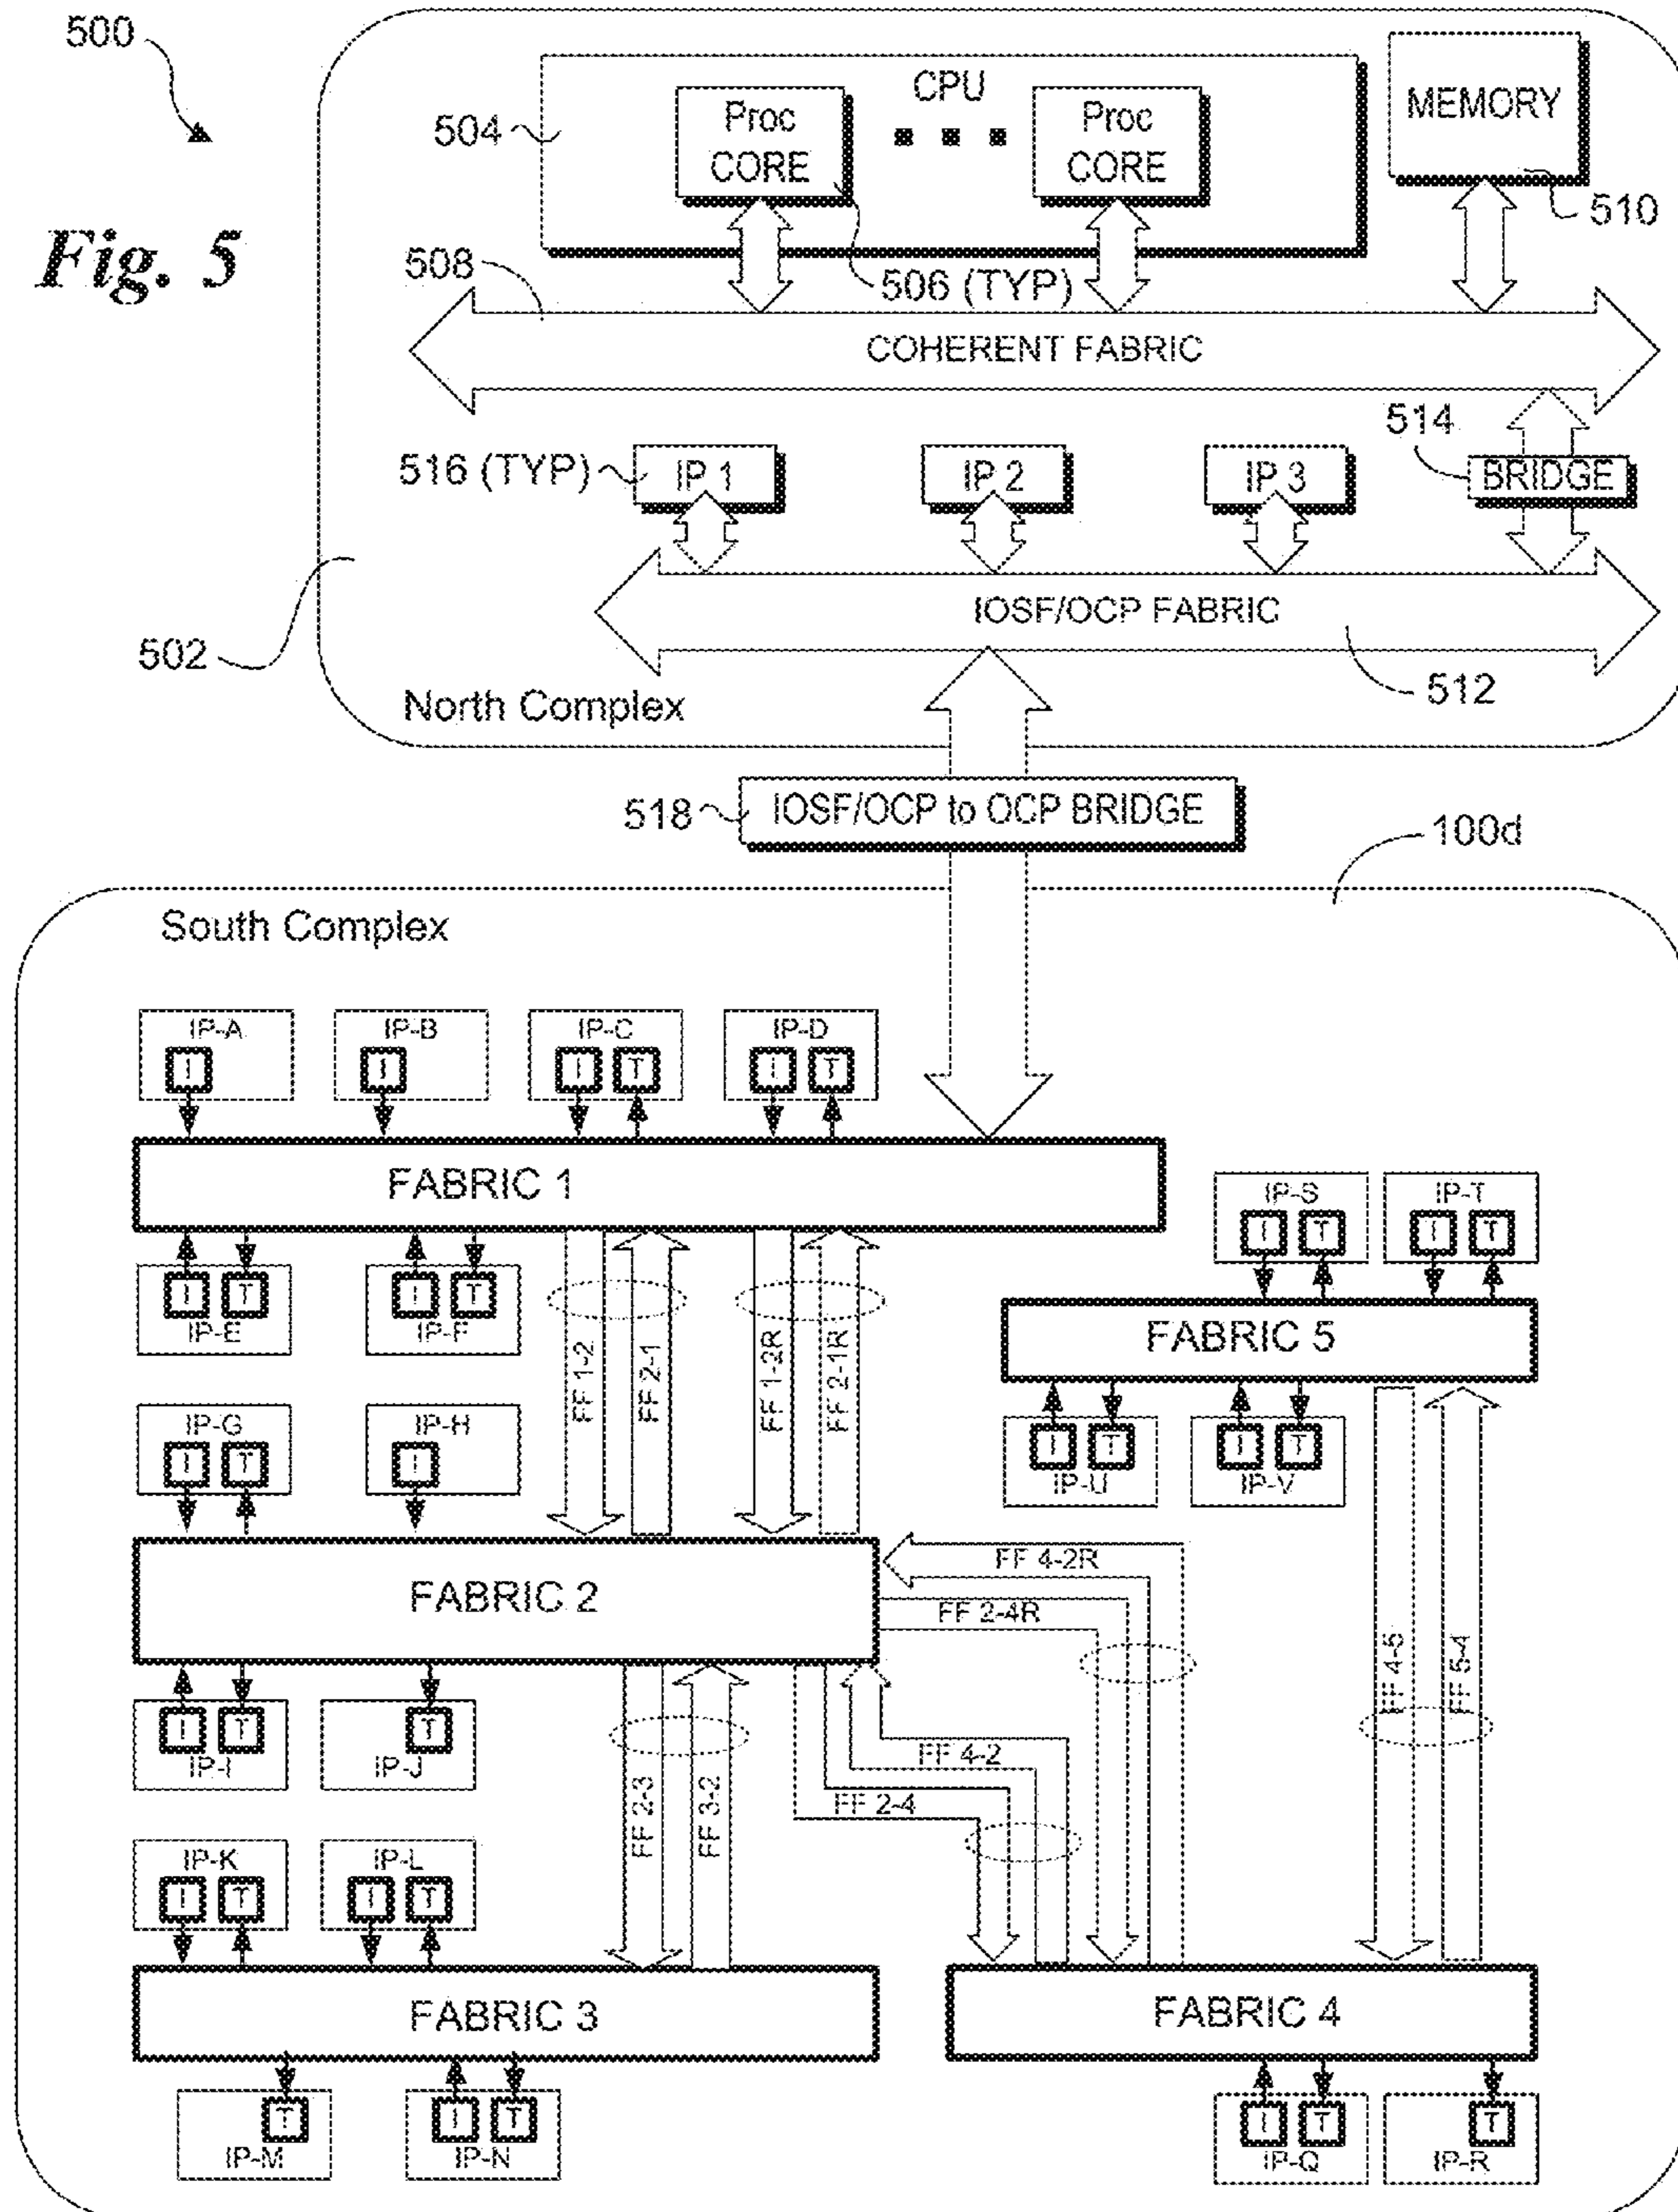 500
Fig. 5
504
CPU
Proc
CORE
Proc
CORE
MEMORY
510
508
506 (TYP)
COHERENT FABRIC
514
516 (TYP)
IP 1
IP 2
IP 3
BRIDGE
IOSF/OCP FABRIC
502
512
North Complex
518
IOSF/OCP to OCP BRIDGE
100d
South Complex
IP-A
I
IP-B
I
IP-C
I T
IP-D
I T
FABRIC 1
I T
IP-E
I T
IP-F
FF 1-2
FF 2-1
FF 1-2R
FF 2-1R
IP-S
I T
IP-T
I T
FABRIC 5
I T
IP-U
I T
IP-V
IP-G
I T
IP-H
I
FABRIC 2
FF 4-2R
FF 2-4R
FF 4-5
FF 5-4
I T
IP-I
T
IP-J
FF 2-3
FF 3-2
FF 4-2
FF 2-4
IP-K
I T
IP-L
I T
FABRIC 3
FABRIC 4
T
IP-M
I T
IP-N
I T
IP-Q
T
IP-R